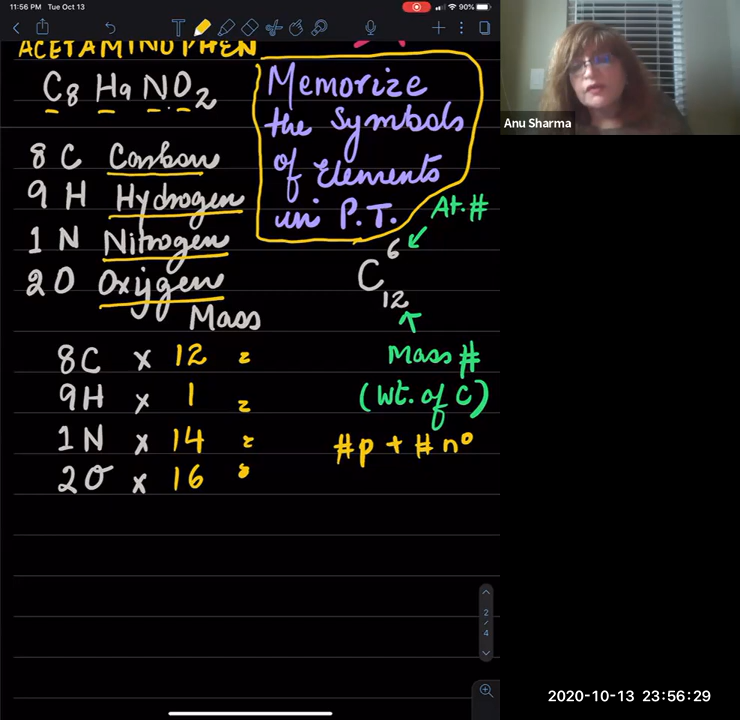 11:56 PM Tue Oct 13
90%
ACETAMINOPHEN
C8 H9 NO2
Memorize
the Symbols
of Elements
in P.T.
8 C Carbon
9 H Hydrogen
1 N Nitrogen
2 O Oxygen
At. #
C 6 12
Mass
Mass #
(Wt. of C)
#p + # n°
8C x 12 =
9H x 1 =
1N x 14 =
2O x 16 =
Anu Sharma
2
/
4
2020-10-13 23:56:29